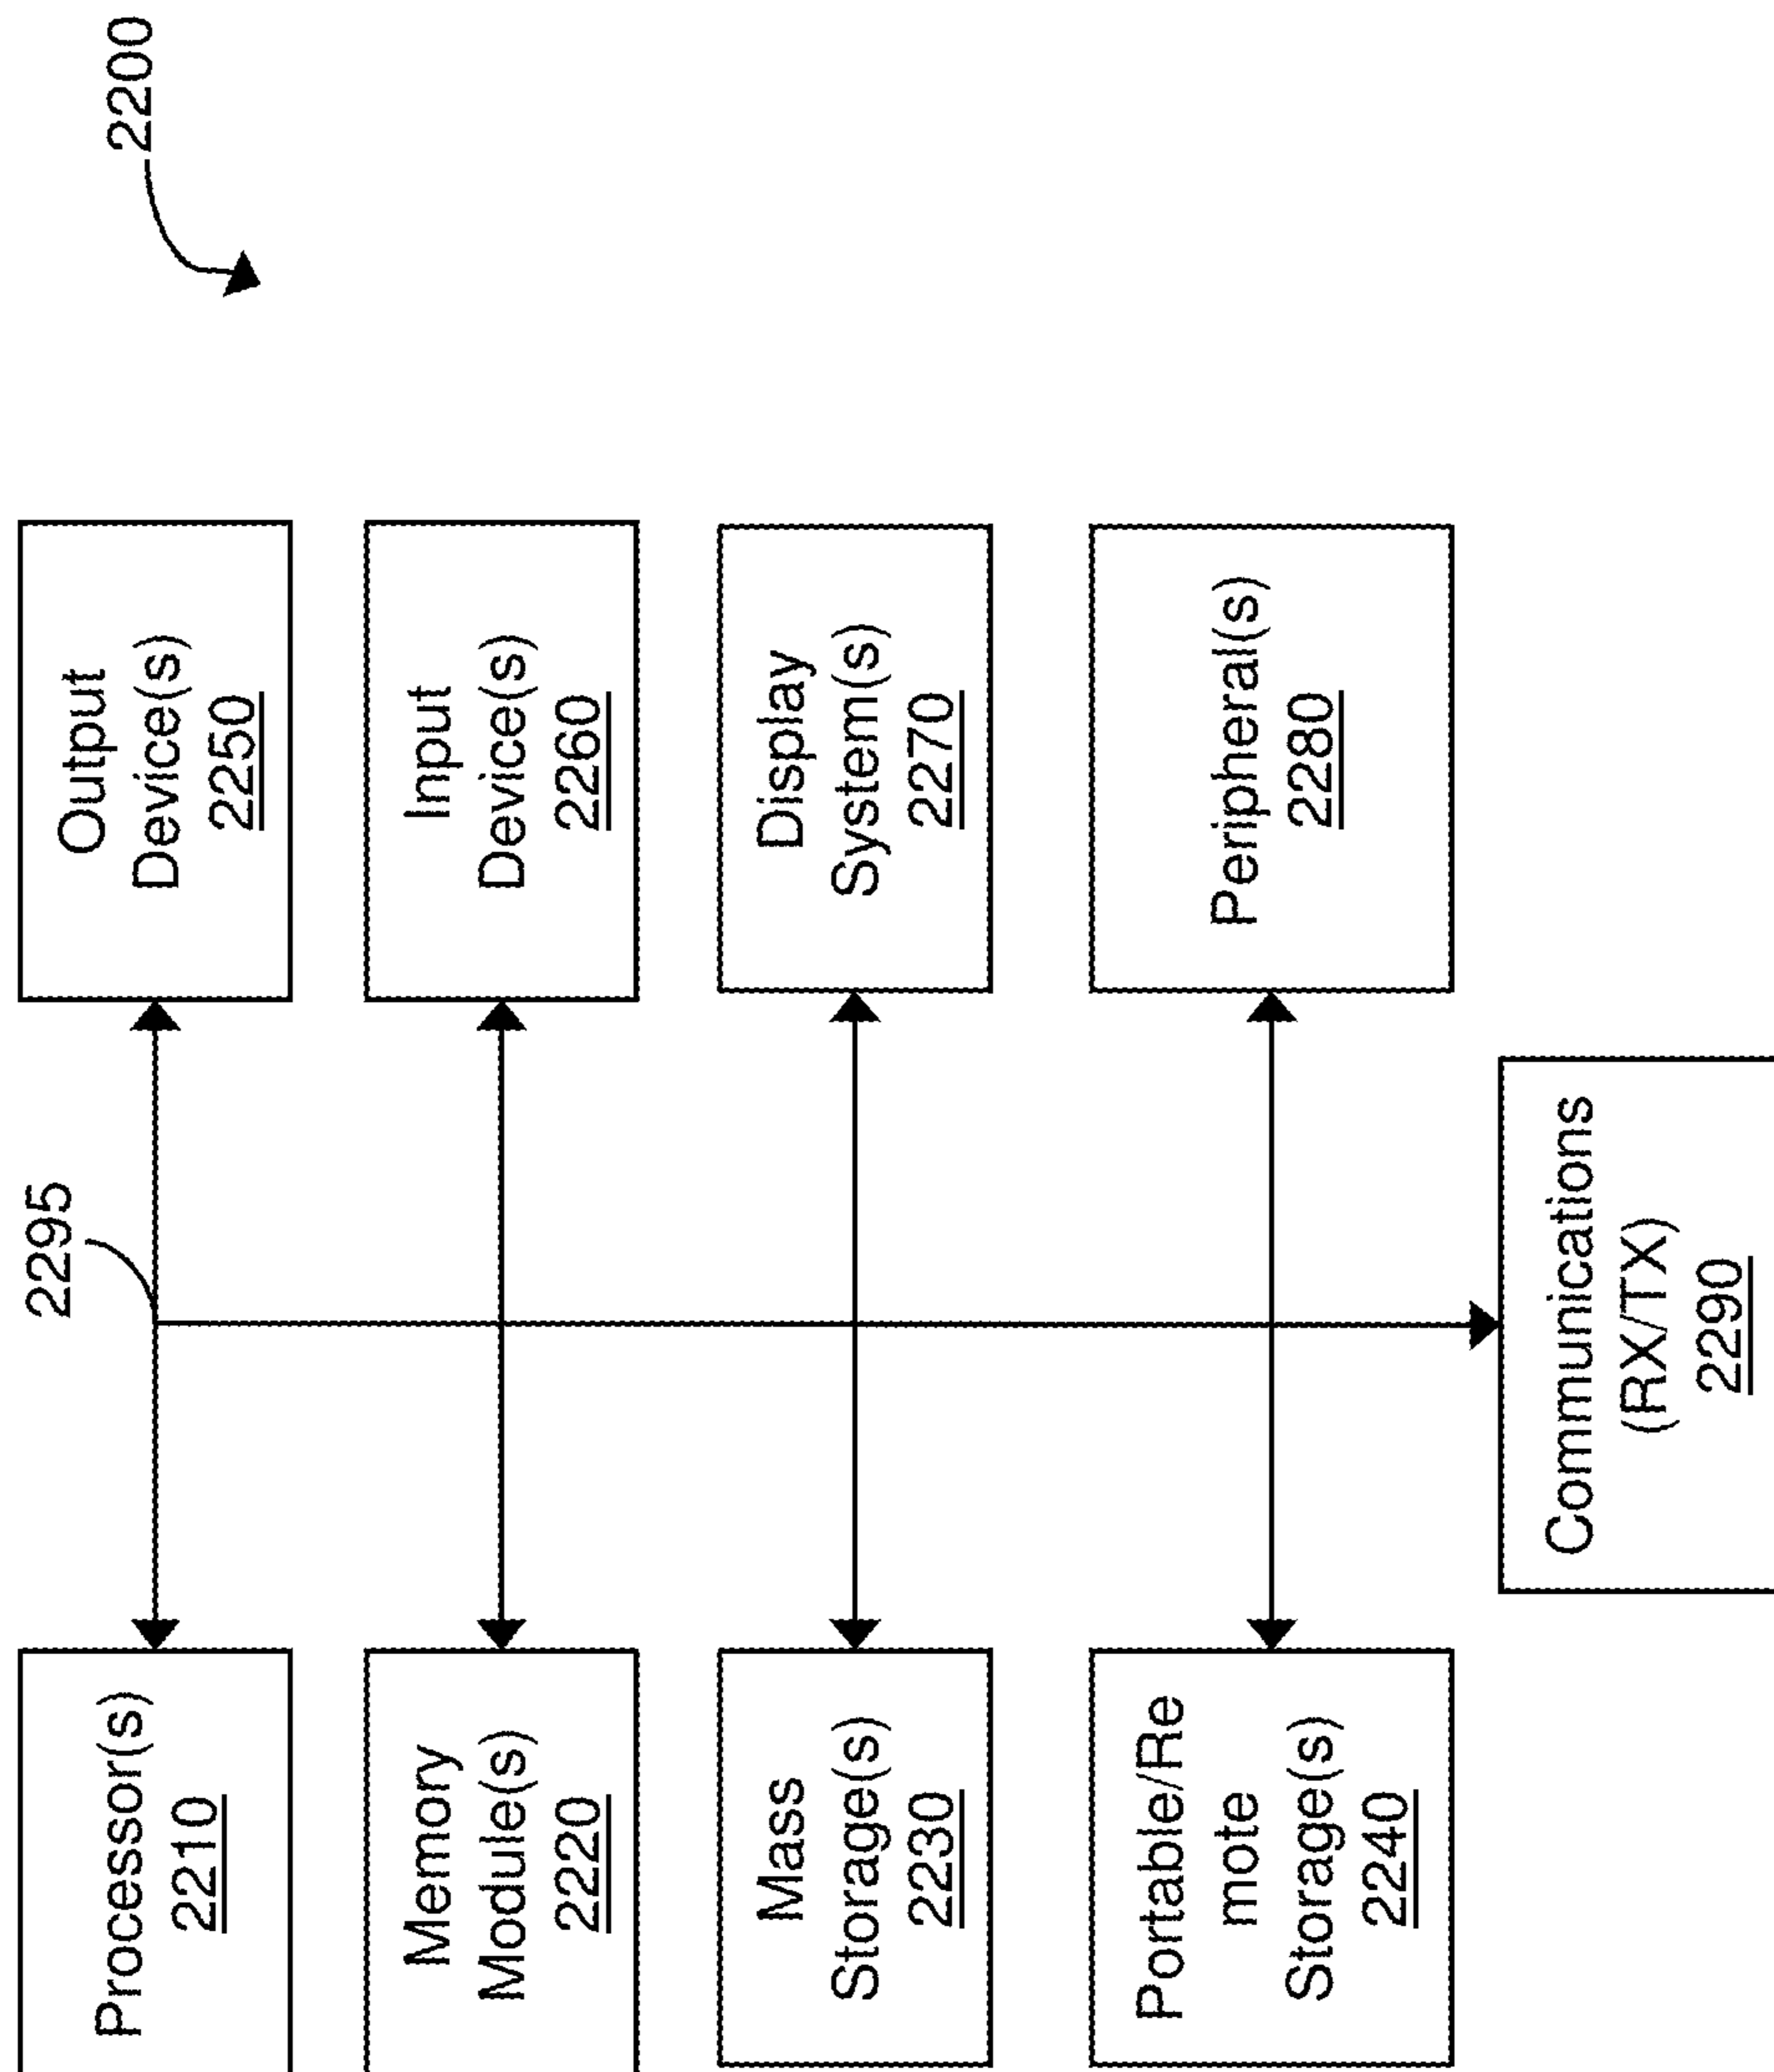 2200
2295
Processor(s)
2210
Output
Device(s)
2250
Memory
Module(s)
2220
Input
Device(s)
2260
Mass
Storage(s)
2230
Display
System(s)
2270
Portable/Re
mote
Storage(s)
2240
Peripheral(s)
2280
Communications
(RX/TX)
2290